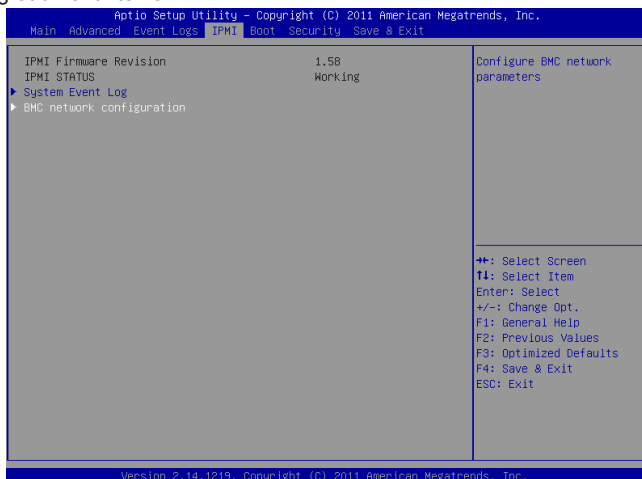 Aptio Setup Utility – Copyright (C) 2011 American Megatrends, Inc.
Main Advanced Event Logs IPMI Boot Security Save & Exit
IPMI Firmware Revision 1.58
IPMI STATUS Working
System Event Log
BMC network configuration
Configure BMC network
parameters
→←: Select Screen
↑↓: Select Item
Enter: Select
+/-: Change Opt.
F1: General Help
F2: Previous Values
F3: Optimized Defaults
F4: Save & Exit
ESC: Exit
Version 2.14.1219. Copyright (C) 2011 American Megatrends, Inc.